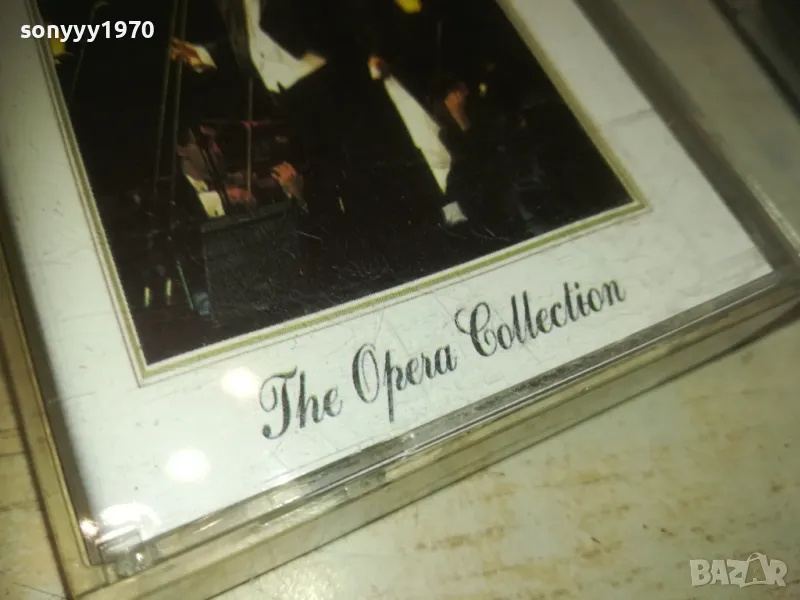 sonyyy1970
The Opera Collection
BAZAR